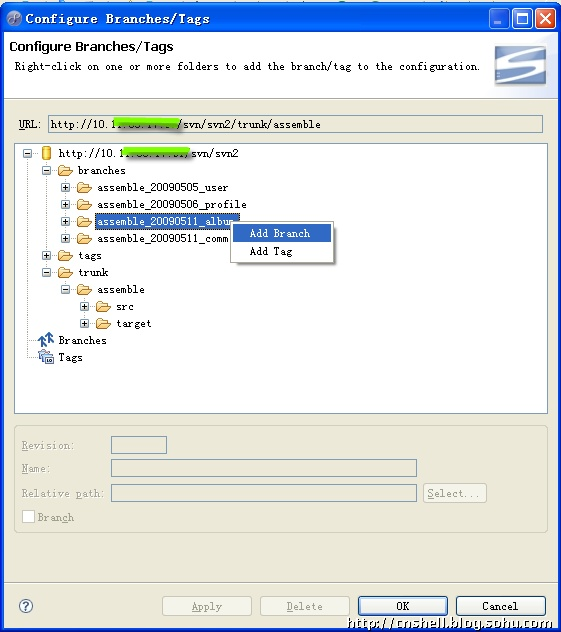 Configure Branches/Tags
Configure Branches/Tags
Right-click on one or more folders to add the branch/tag to the configuration.
URL: http://10.1 /svn/svn2/trunk/assemble
http://10.1 /svn/svn2
branches
assemble_20090505_user
assemble_20090506_profile
assemble_20090511_album
assemble_20090511_comm
Add Branch
Add Tag
tags
trunk
assemble
src
target
Branches
Tags
Revision:
Name:
Relative path: Select...
Branch
Apply Delete OK Cancel
http://cnshell.blog.sohu.com